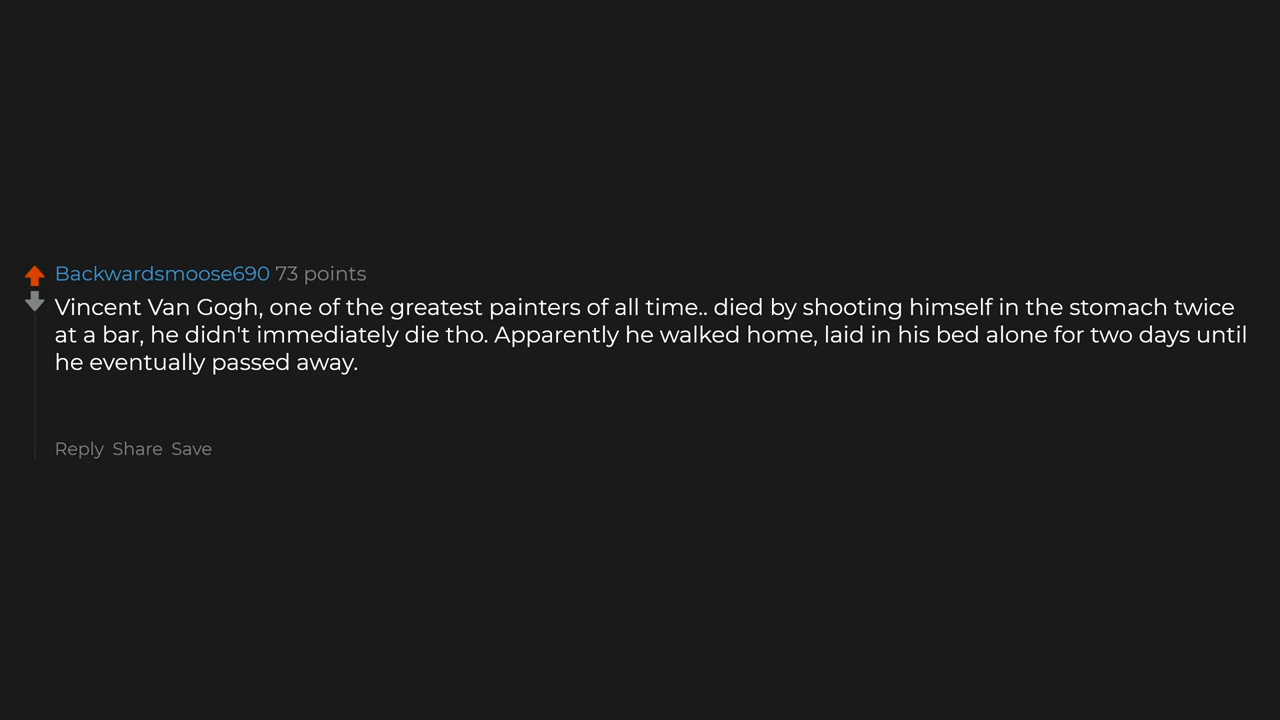 Backwardsmoose690 73 points
Vincent Van Gogh, one of the greatest painters of all time.. died by shooting himself in the stomach twice
at a bar, he didn't immediately die tho. Apparently he walked home, laid in his bed alone for two days until
he eventually passed away.
Reply Share Save